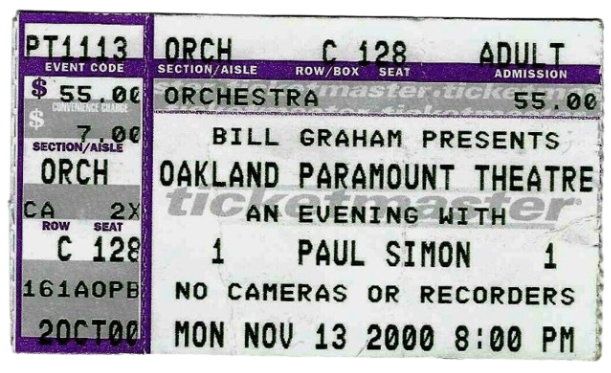 PT1113
EVENT CODE
$ 55.00
CONVENIENCE CHARGE
$ 7.00
SECTION/AISLE
ORCH
CA 2X
ROW SEAT
C 128
161AOPB
2OCT00
ORCH C 128 ADULT
SECTION/AISLE ROW/BOX SEAT ADMISSION
ORCHESTRA 55.00
BILL GRAHAM PRESENTS
OAKLAND PARAMOUNT THEATRE
ticketmaster
AN EVENING WITH
1 PAUL SIMON 1
NO CAMERAS OR RECORDERS
MON NOV 13 2000 8:00 PM